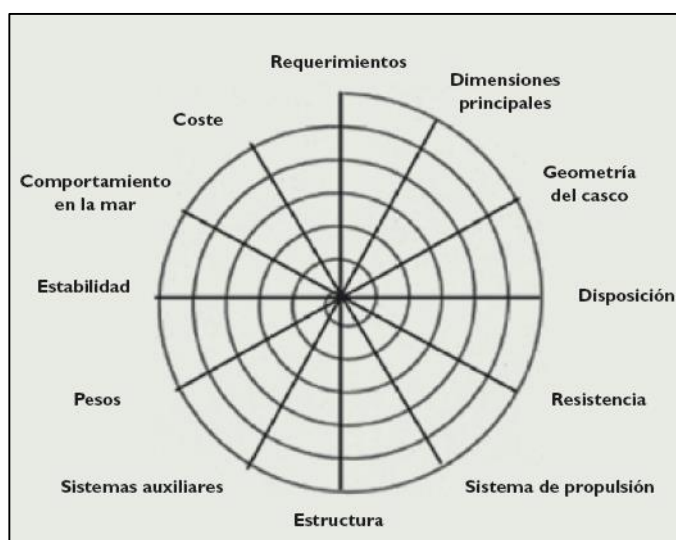 Requerimientos
Dimensiones
principales
Geometría
del casco
Disposición
Resistencia
Sistema de propulsión
Estructura
Sistemas auxiliares
Pesos
Estabilidad
Comportamiento
en la mar
Coste